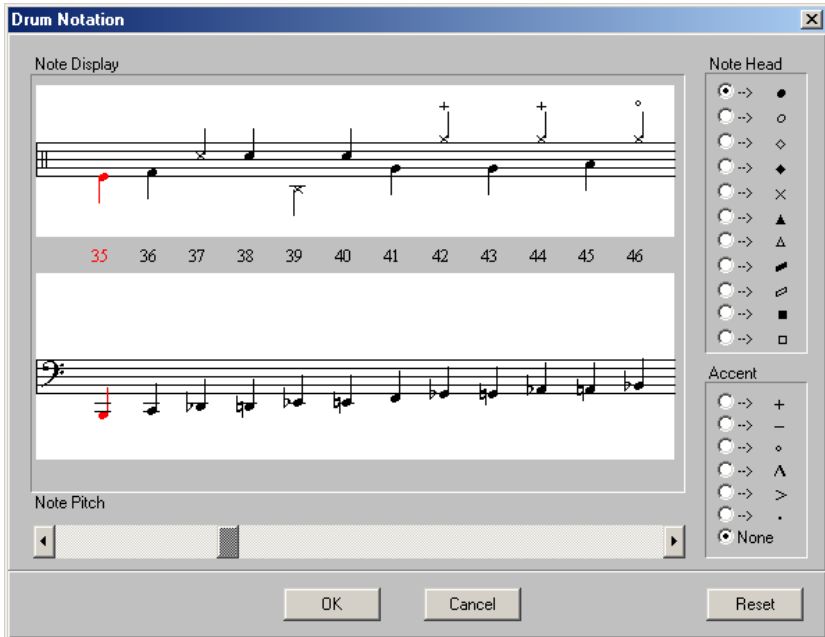 Drum Notation
Note Display
35 36 37 38 39 40 41 42 43 44 45 46
Note Pitch
Note Head
-->
-->
-->
-->
-->
-->
-->
-->
-->
-->
-->
Accent
--> +
--> –
-->
--> Λ
--> >
--> .
None
OK Cancel Reset